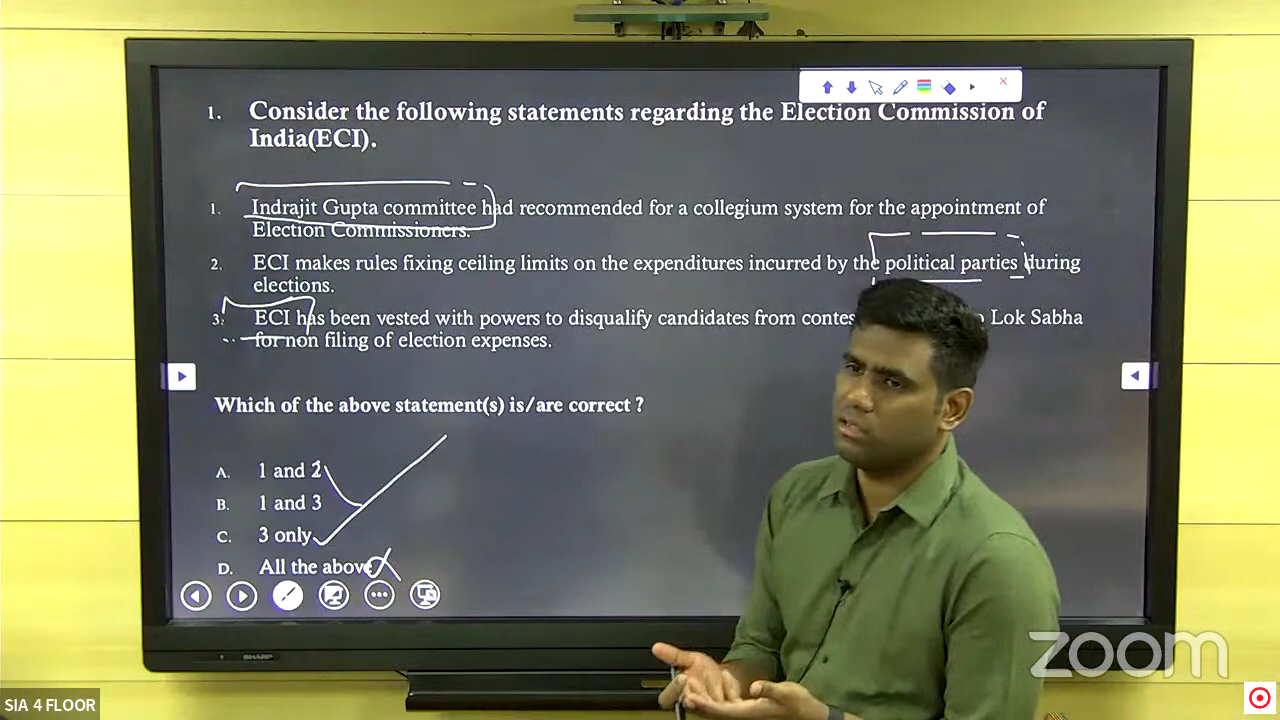 1. Consider the following statements regarding the Election Commission of
India(ECI).
1. Indrajit Gupta committee had recommended for a collegium system for the appointment of
Election Commissioners.
2. ECI makes rules fixing ceiling limits on the expenditures incurred by the political parties during
elections.
3. ECI has been vested with powers to disqualify candidates from Lok Sabha
for non filing of election expenses.
Which of the above statement(s) is/are correct ?
A. 1 and 2
B. 1 and 3
C. 3 only
D. All the above
SHARP
zoom
SIA 4 FLOOR